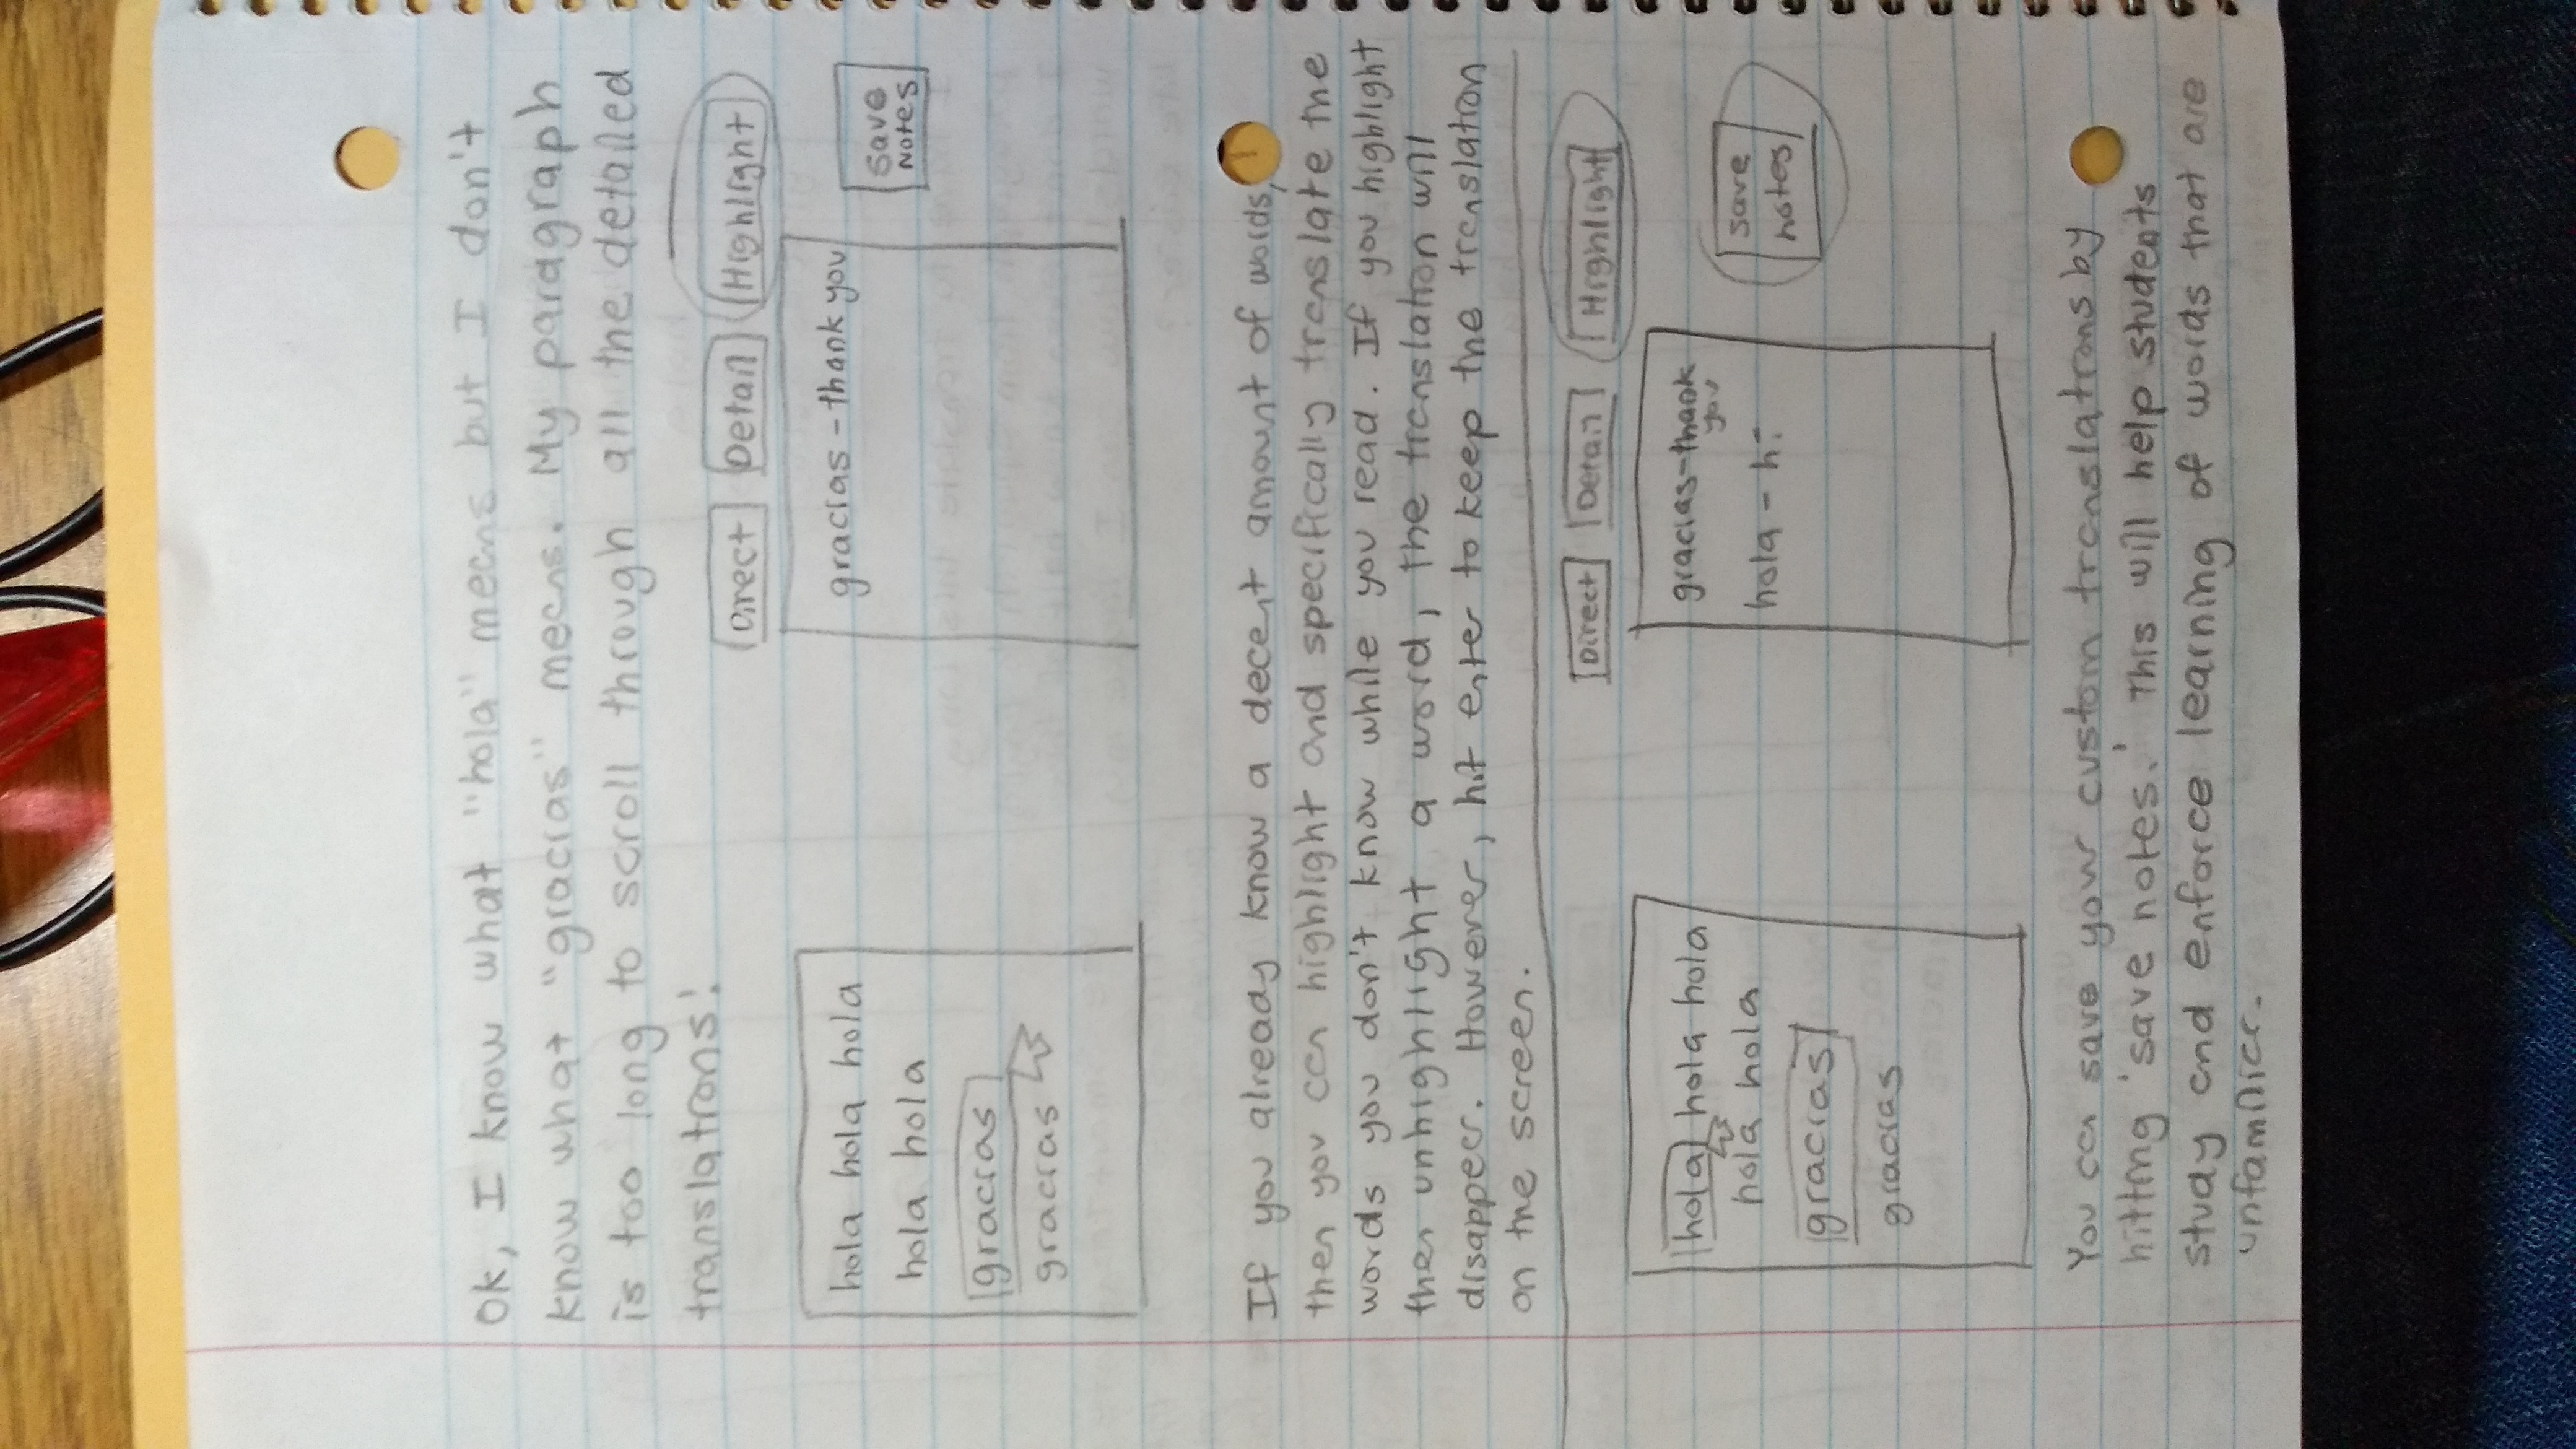 Ok, I know what "hola" means but I don't
know what "gracias" means. My paragraph
is too long to scroll through all the detailed
translations!
Direct Detail Highlight
hola hola hola
hola hola
gracias
gracias
gracias - thank you
Save
Notes
If you already know a decent amount of words,
then you can highlight and specifically translate the
words you don't know while you read. If you highlight
then unhighlight a word, the translation will
disappear. However, hit enter to keep the translation
on the screen.
Direct Detail Highlight
hola hola hola
hola hola
gracias
gracias
gracias - thank
you
hola - hi
save
notes
You can save your custom translations by
hitting 'save notes.' This will help students
study and enforce learning of words that are
unfamiliar.